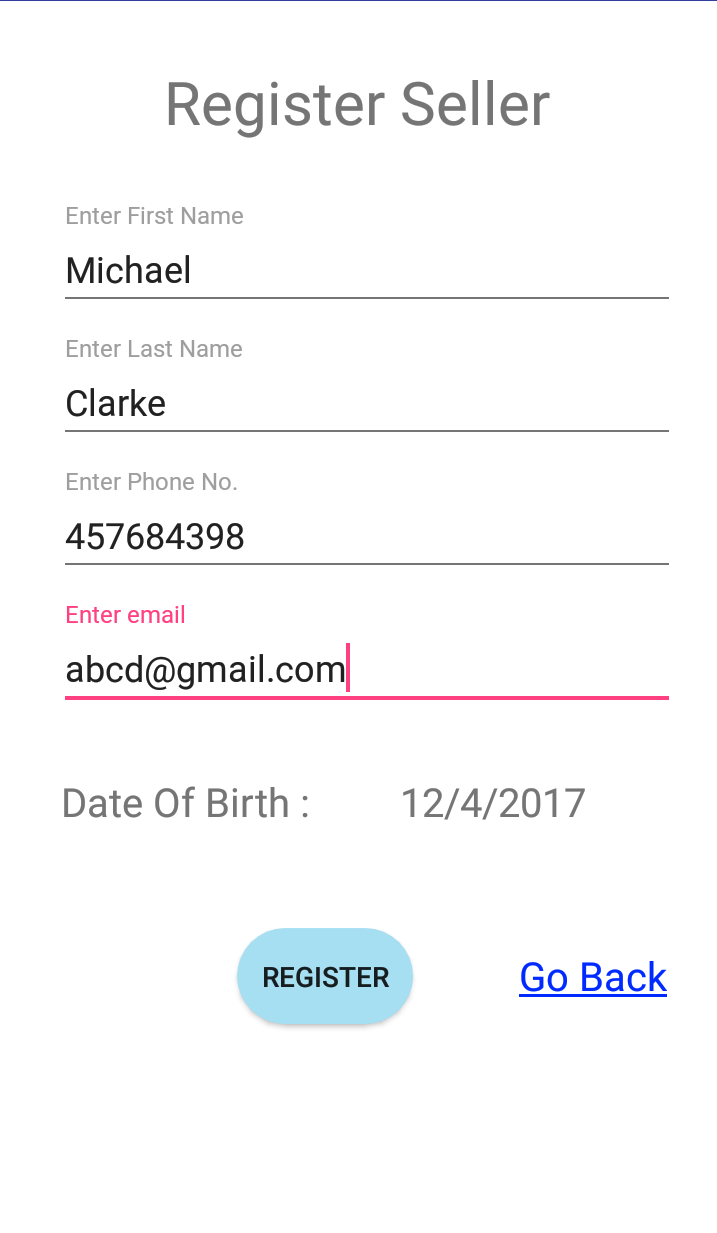 Register Seller
Enter First Name
Michael
Enter Last Name
Clarke
Enter Phone No.
457684398
Enter email
abcd@gmail.com
Date Of Birth : 12/4/2017
REGISTER Go Back